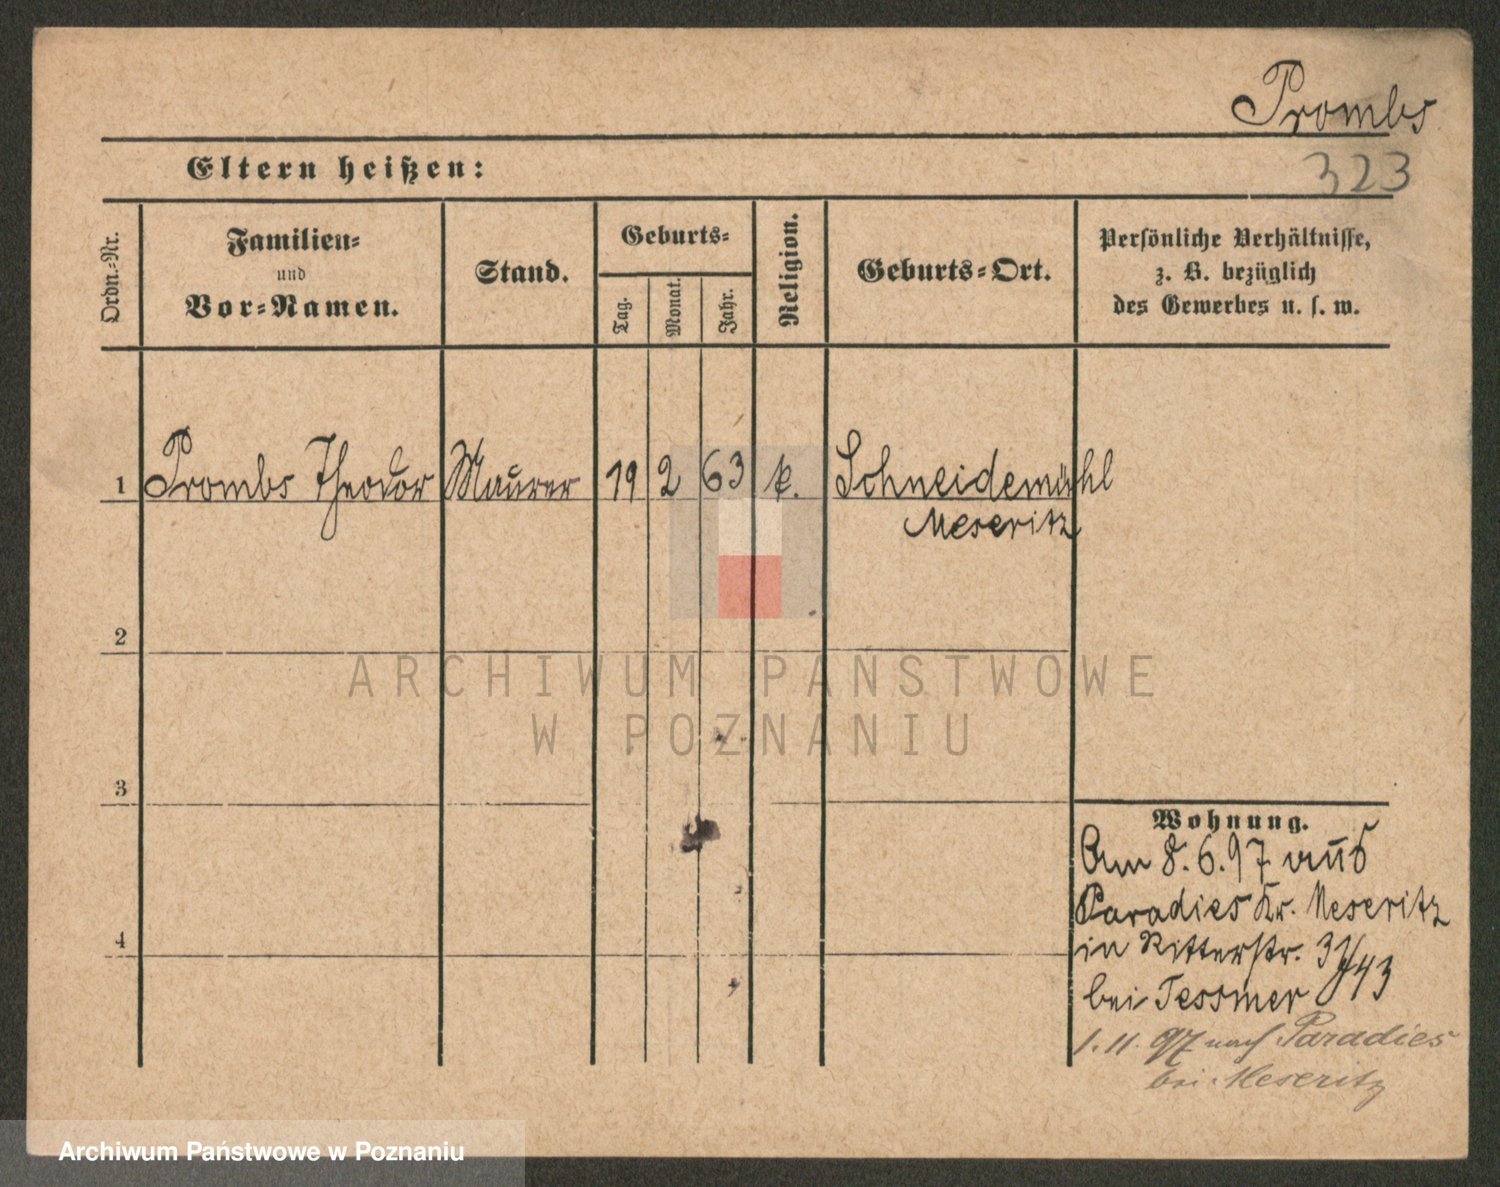 Prombs
323
Eltern heißen:
Ordn.-Nr.
Familien-
und
Vor-Namen.
Stand.
Geburts-
Tag.
Monat.
Jahr.
Religion.
Geburts-Ort.
Persönliche Verhältnisse,
z. B. bezüglich
des Gewerbes u. s. w.
1 Prombs Theodor Maurer 19 2 63 k. Schneidemühl
Meseritz
2
3
4
Wohnung.
Am 8.6.97 aus
Paradies Kr. Meseritz
in Ritterstr. 37/43
bei Tessmer
1.11.97 nach Paradies
bei Meseritz
ARCHIWUM PAŃSTWOWE
W POZNANIU
Archiwum Państwowe w Poznaniu